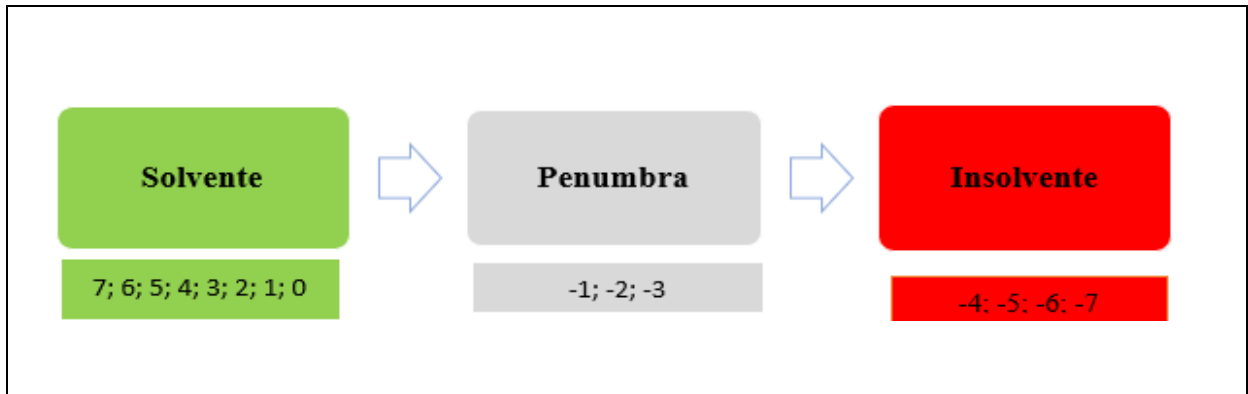 Solvente
Penumbra
Insolvente
7; 6; 5; 4; 3; 2; 1; 0
-1; -2; -3
-4; -5; -6; -7